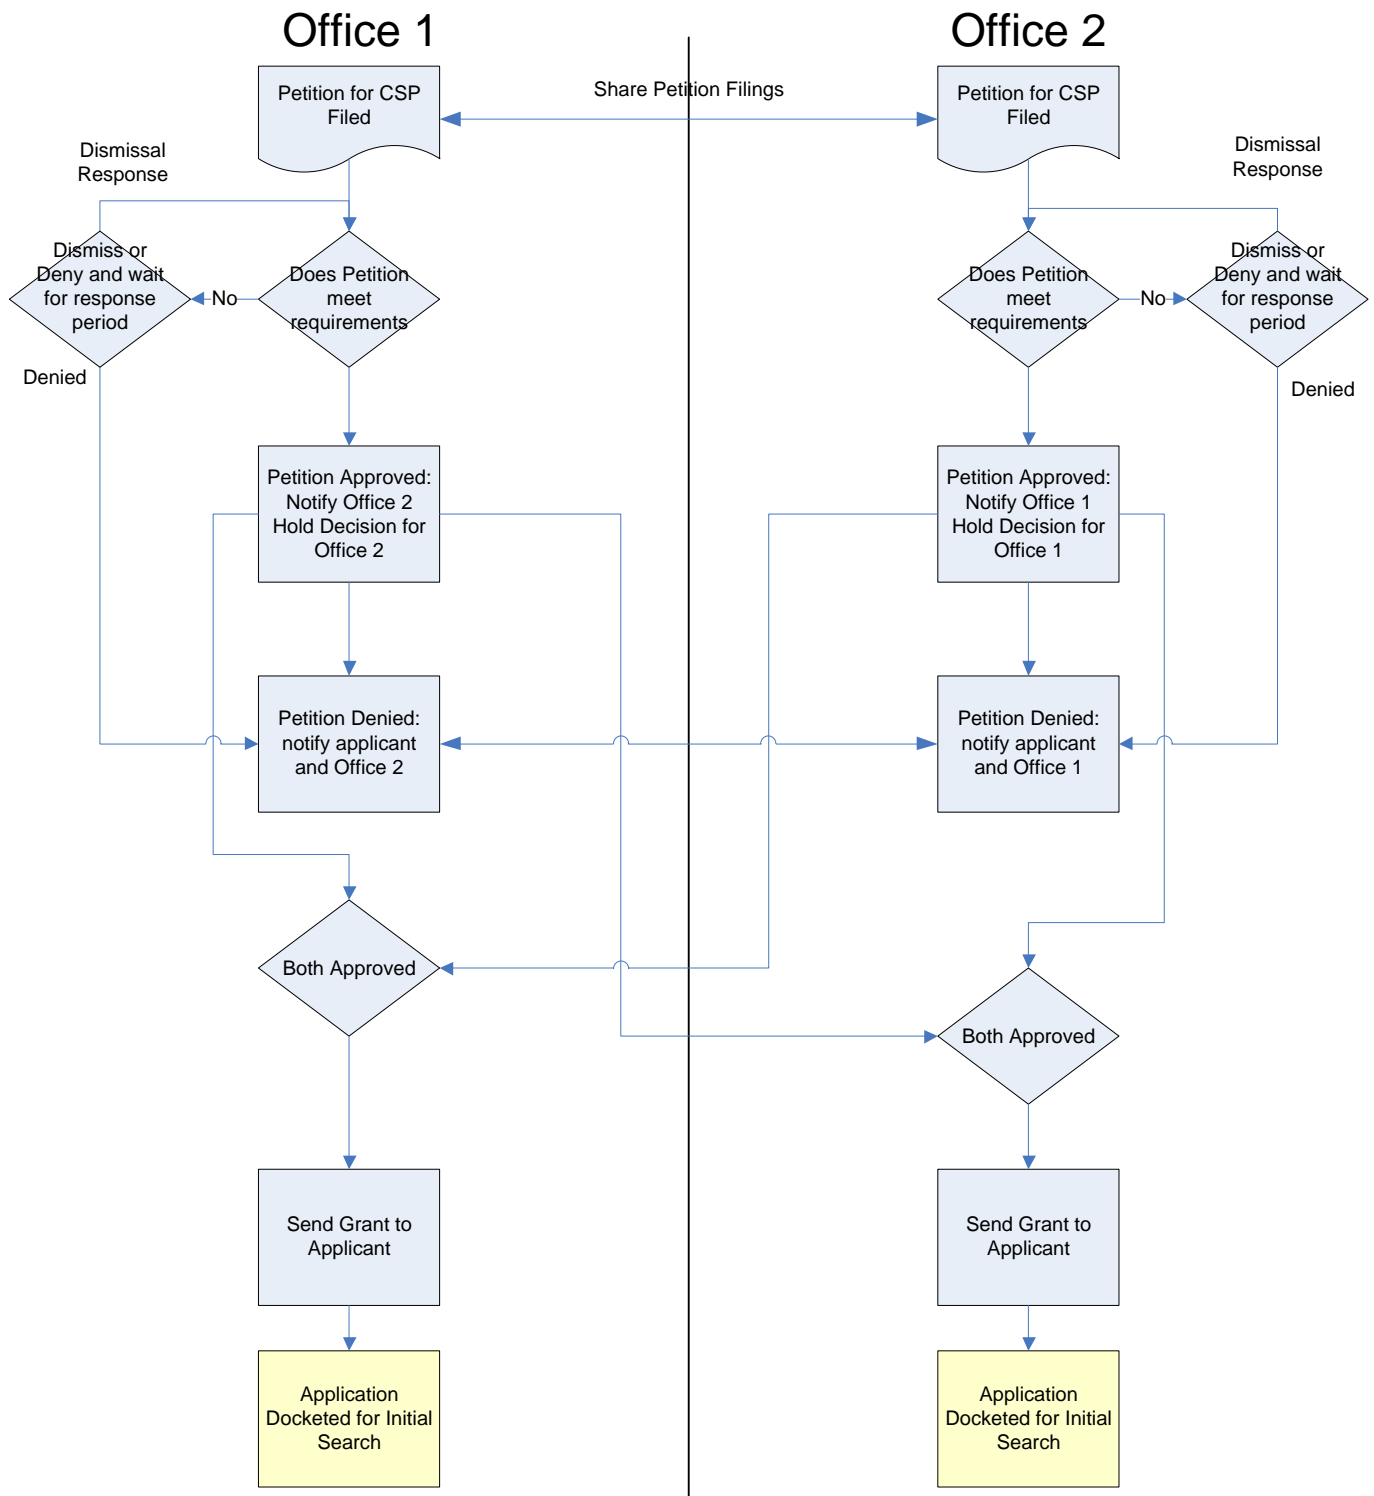 Office 1
Office 2
Petition for CSP
Filed
Share Petition Filings
Petition for CSP
Filed
Dismissal
Response
Dismissal
Response
Dismiss or
Deny and wait
for response
period
No
Does Petition
meet
requirements
Does Petition
meet
requirements
No
Dismiss or
Deny and wait
for response
period
Denied
Denied
Petition Approved:
Notify Office 2
Hold Decision for
Office 2
Petition Approved:
Notify Office 1
Hold Decision for
Office 1
Petition Denied:
notify applicant
and Office 2
Petition Denied:
notify applicant
and Office 1
Both Approved
Both Approved
Send Grant to
Applicant
Send Grant to
Applicant
Application
Docketed for Initial
Search
Application
Docketed for Initial
Search